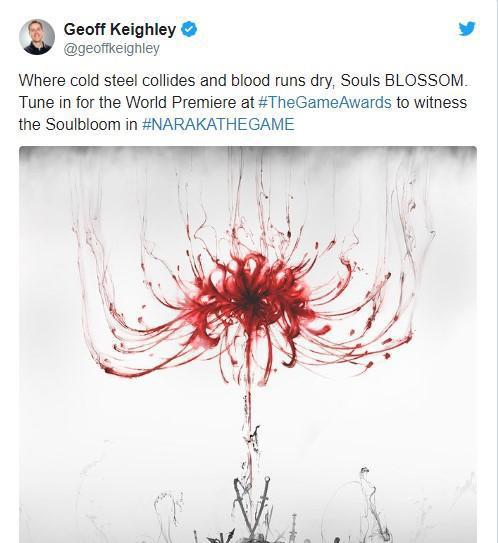 Geoff Keighley
@geoffkeighley
Where cold steel collides and blood runs dry, Souls BLOSSOM.
Tune in for the World Premiere at #TheGameAwards to witness
the Soulbloom in #NARAKATHEGAME